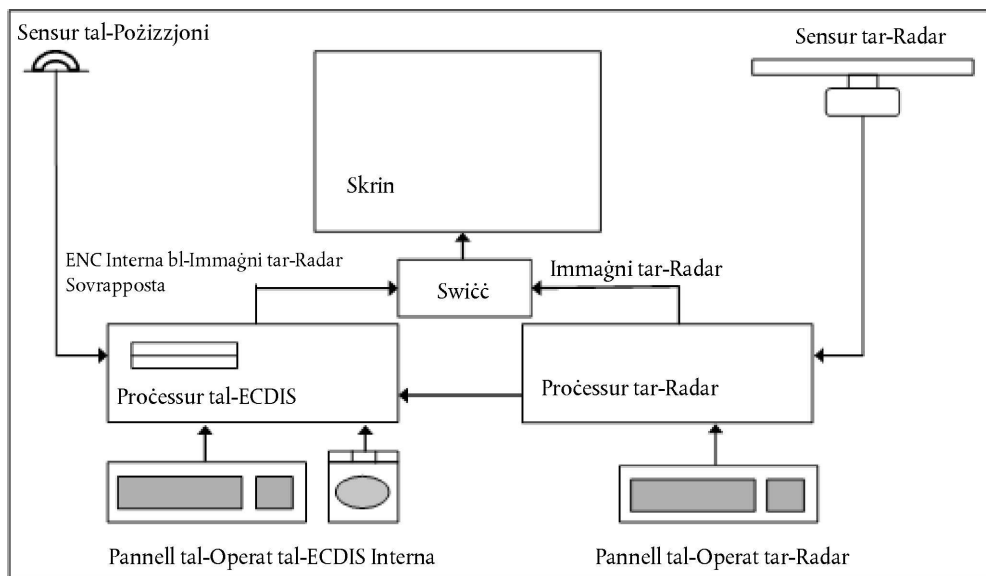 Sensur tal-Pożizzjoni
Sensur tar-Radar
Skrin
ENC Interna bl-Immaġni tar-Radar
Sovrapposta
Swiċċ
Immaġni tar-Radar
Proċessur tal-ECDIS
Proċessur tar-Radar
Pannell tal-Operat tal-ECDIS Interna
Pannell tal-Operat tar-Radar